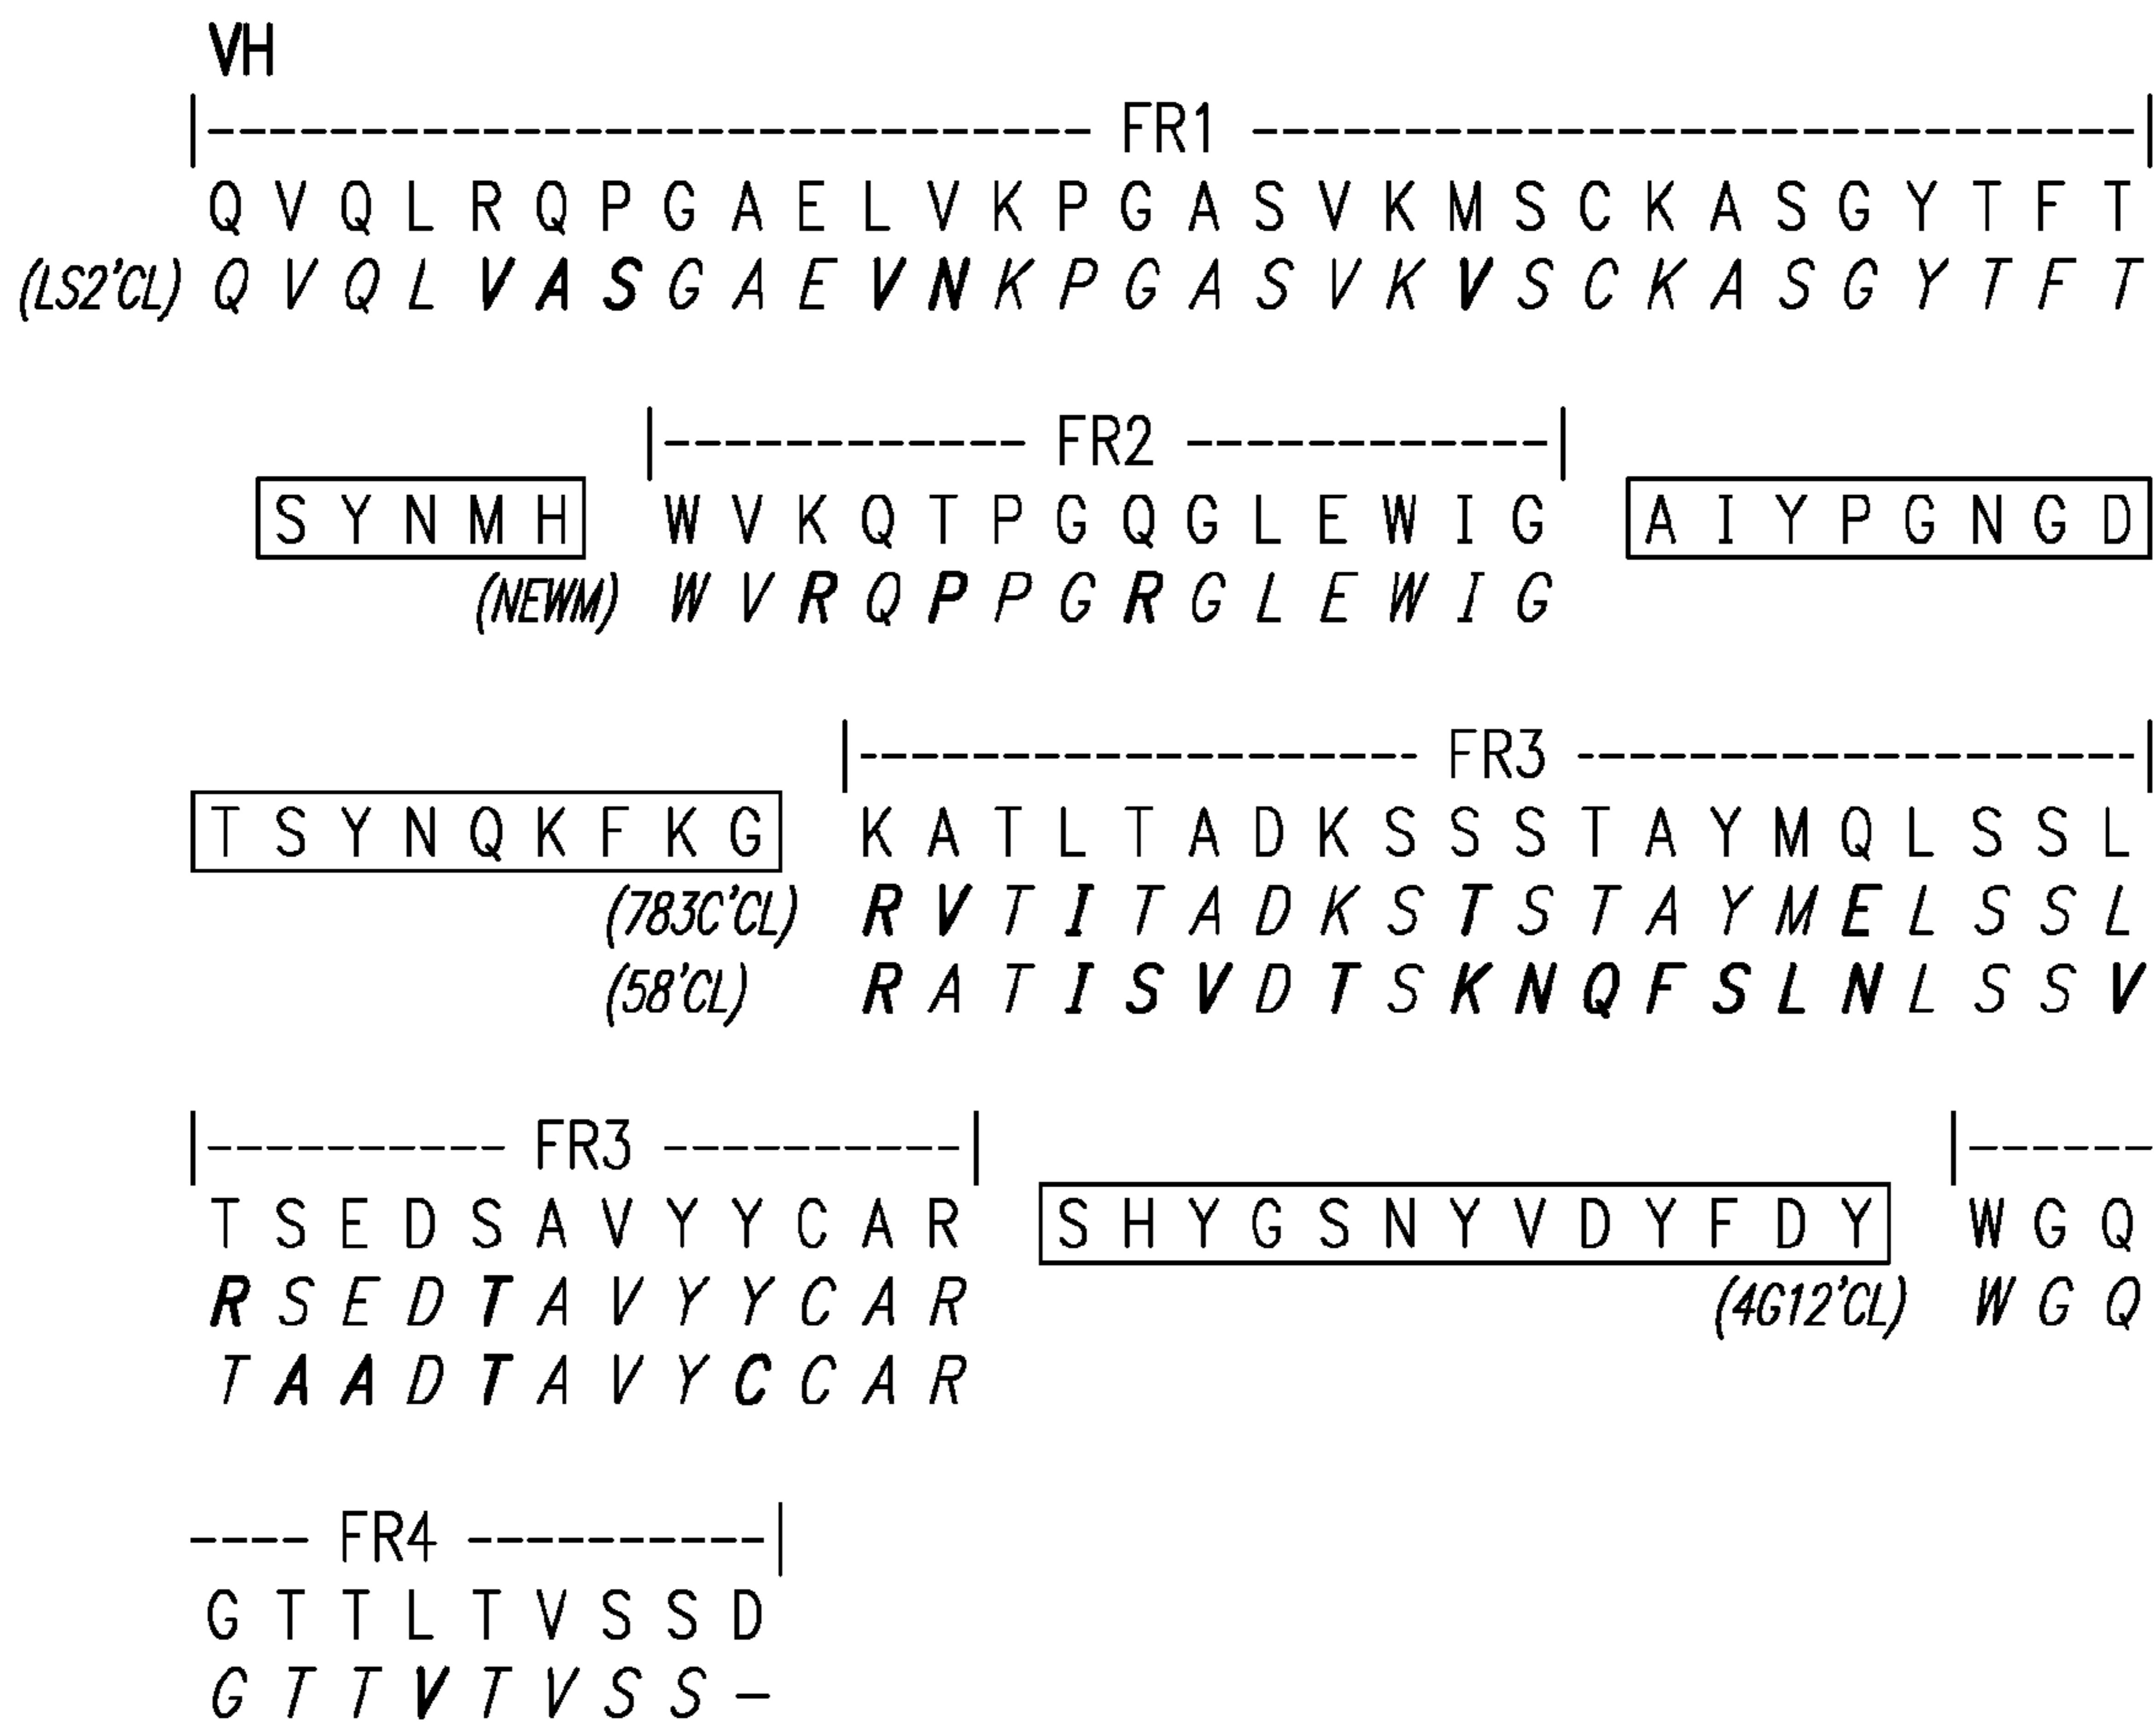 VH
|----------------------------- FR1 -----------------------------|
Q V Q L R Q P G A E L V K P G A S V K M S C K A S G Y T F T
(LS2'CL) Q V Q L V A S G A E V N K P G A S V K V S C K A S G Y T F T
|------------ FR2 ------------|
S Y N M H W V K Q T P G Q G L E W I G A I Y P G N G D
(NEWM) W V R Q P P G R G L E W I G
|------------------- FR3 -------------------|
T S Y N Q K F K G K A T L T A D K S S S T A Y M Q L S S L
(783C'CL) R V T I T A D K S T S T A Y M E L S S L
(58'CL) R A T I S V D T S K N Q F S L N L S S V
|---------- FR3 ----------| |------
T S E D S A V Y Y C A R S H Y G S N Y V D Y F D Y W G Q
R S E D T A V Y Y C A R (4G12'CL) W G Q
T A A D T A V Y C C A R
---- FR4 ----------|
G T T L T V S S D
G T T V T V S S –